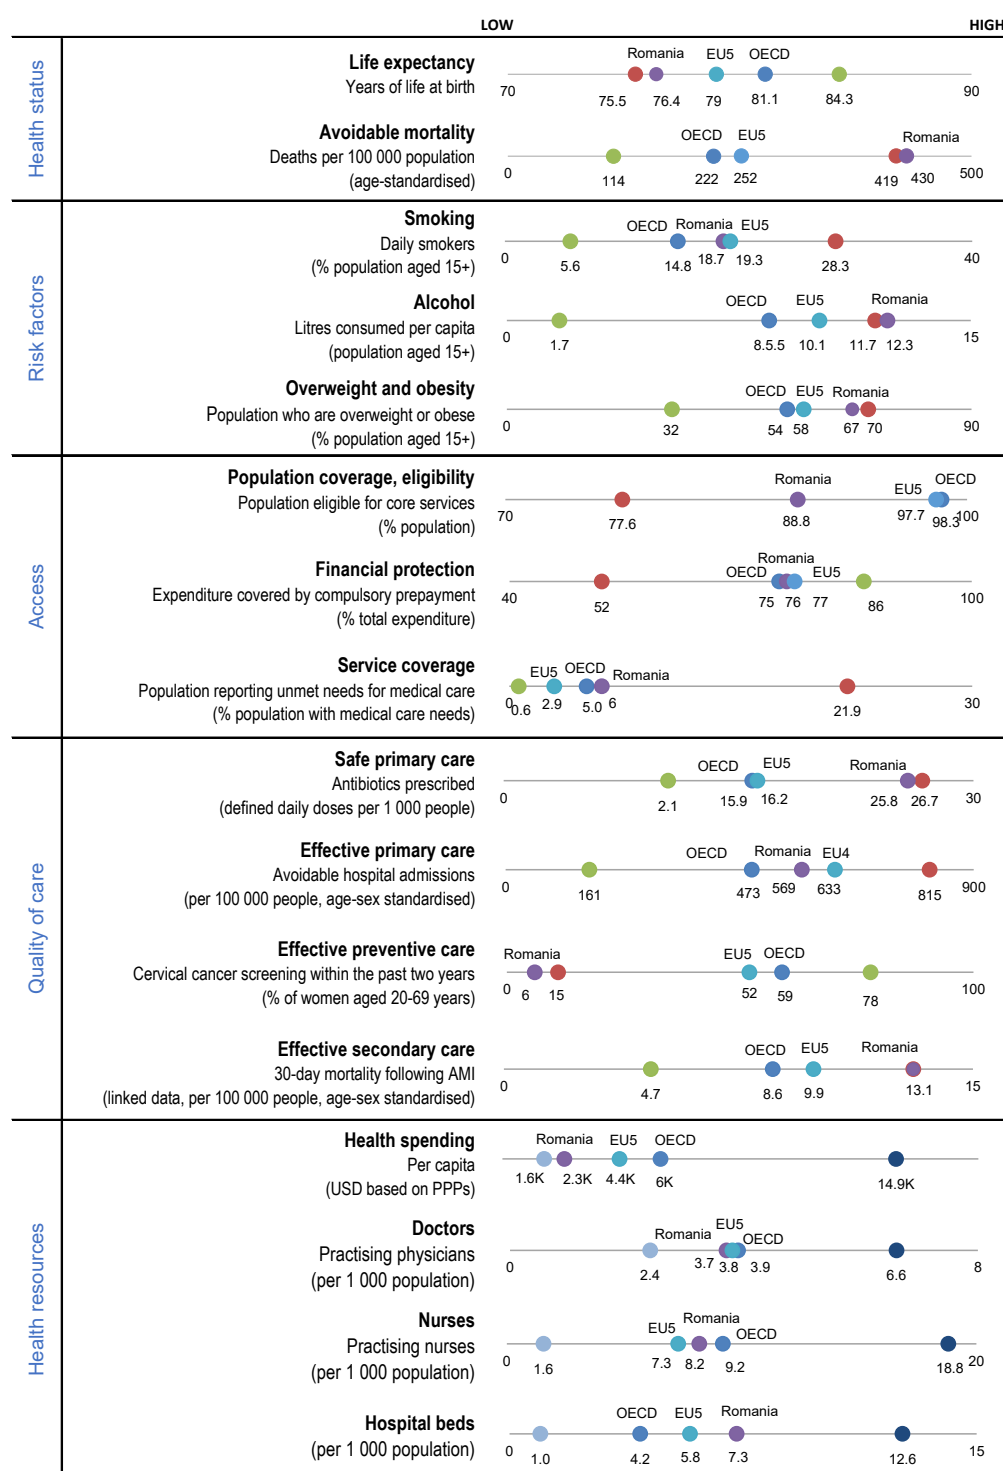 LOW HIGH
Health status
Life expectancy
Years of life at birth
Romania EU5 OECD
70 75.5 76.4 79 81.1 84.3 90
Avoidable mortality
Deaths per 100 000 population
(age-standardised)
OECD EU5 Romania
0 114 222 252 419 430 500
Risk factors
Smoking
Daily smokers
(% population aged 15+)
OECD Romania EU5
0 5.6 14.8 18.7 19.3 28.3 40
Alcohol
Litres consumed per capita
(population aged 15+)
OECD EU5 Romania
0 1.7 8.5.5 10.1 11.7 12.3 15
Overweight and obesity
Population who are overweight or obese
(% population aged 15+)
OECD EU5 Romania
0 32 54 58 67 70 90
Access
Population coverage, eligibility
Population eligible for core services
(% population)
Romania EU5 OECD
70 77.6 88.8 97.7 98.3 100
Financial protection
Expenditure covered by compulsory prepayment
(% total expenditure)
Romania
OECD EU5
40 52 75 76 77 86 100
Service coverage
Population reporting unmet needs for medical care
(% population with medical care needs)
EU5 OECD Romania
0 0.6 2.9 5.0 6 21.9 30
Quality of care
Safe primary care
Antibiotics prescribed
(defined daily doses per 1 000 people)
OECD EU5 Romania
0 2.1 15.9 16.2 25.8 26.7 30
Effective primary care
Avoidable hospital admissions
(per 100 000 people, age-sex standardised)
OECD Romania EU4
0 161 473 569 633 815 900
Effective preventive care
Cervical cancer screening within the past two years
(% of women aged 20-69 years)
Romania EU5 OECD
0 6 15 52 59 78 100
Effective secondary care
30-day mortality following AMI
(linked data, per 100 000 people, age-sex standardised)
OECD EU5 Romania
0 4.7 8.6 9.9 13.1 15
Health resources
Health spending
Per capita
(USD based on PPPs)
Romania EU5 OECD
1.6K 2.3K 4.4K 6K 14.9K
Doctors
Practising physicians
(per 1 000 population)
Romania EU5 OECD
0 2.4 3.7 3.8 3.9 6.6 8
Nurses
Practising nurses
(per 1 000 population)
EU5 Romania OECD
0 1.6 7.3 8.2 9.2 18.8 20
Hospital beds
(per 1 000 population)
OECD EU5 Romania
0 1.0 4.2 5.8 7.3 12.6 15